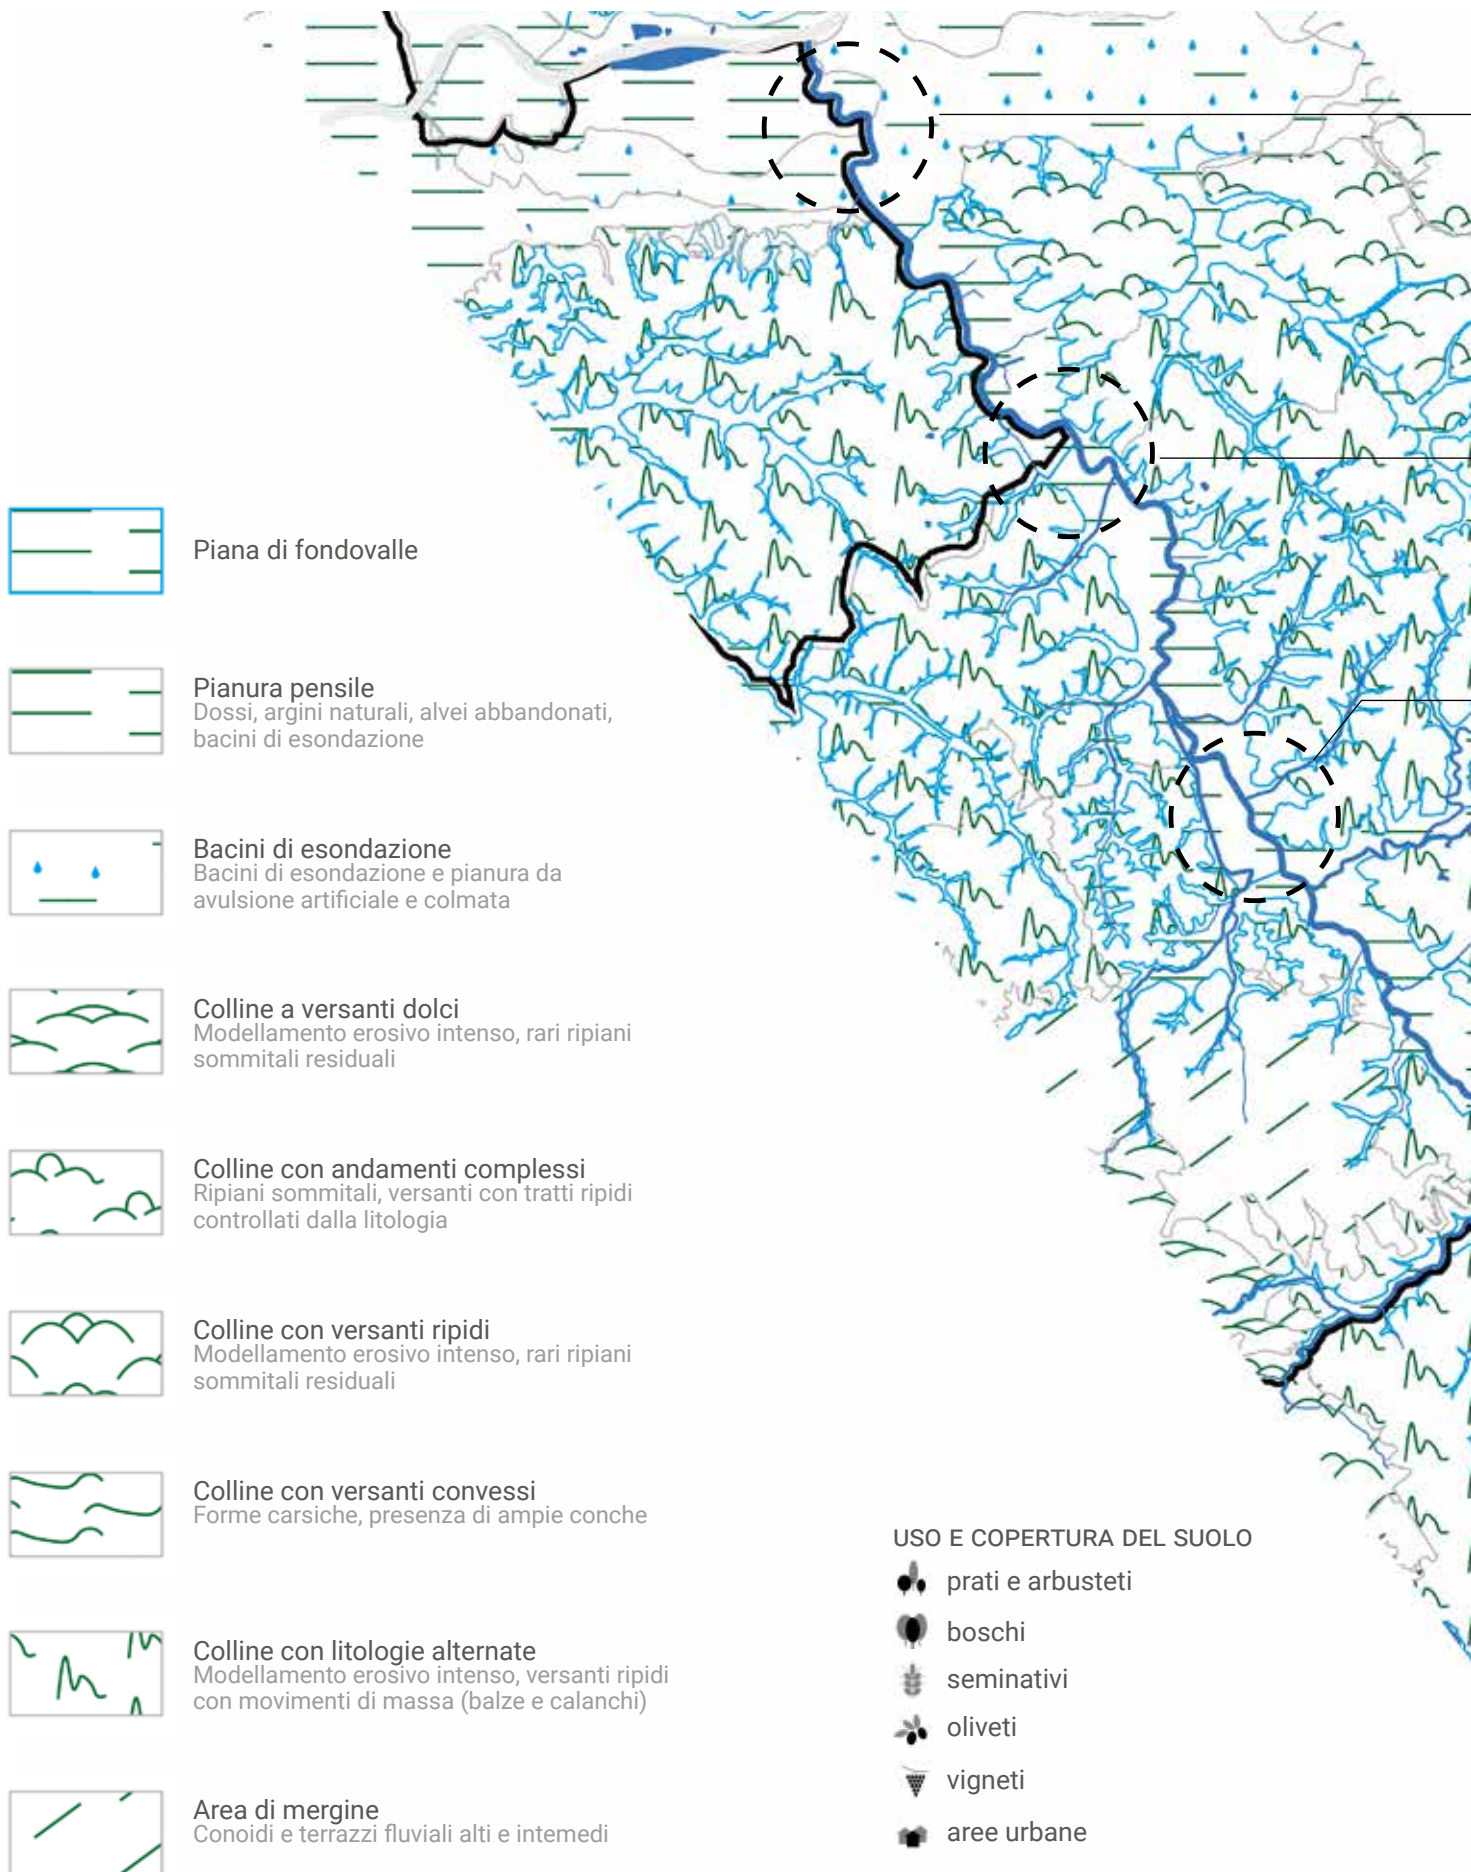 Piana di fondovalle
Pianura pensile
Dossi, argini naturali, alvei abbandonati,
bacini di esondazione
Bacini di esondazione
Bacini di esondazione e pianura da
avulsione artificiale e colmata
Colline a versanti dolci
Modellamento erosivo intenso, rari ripiani
sommitali residuali
Colline con andamenti complessi
Ripiani sommitali, versanti con tratti ripidi
controllati dalla litologia
Colline con versanti ripidi
Modellamento erosivo intenso, rari ripiani
sommitali residuali
Colline con versanti convessi
Forme carsiche, presenza di ampie conche
Colline con litologie alternate
Modellamento erosivo intenso, versanti ripidi
con movimenti di massa (balze e calanchi)
Area di mergine
Conoidi e terrazzi fluviali alti e intemedi
USO E COPERTURA DEL SUOLO
prati e arbusteti
boschi
seminativi
oliveti
vigneti
aree urbane